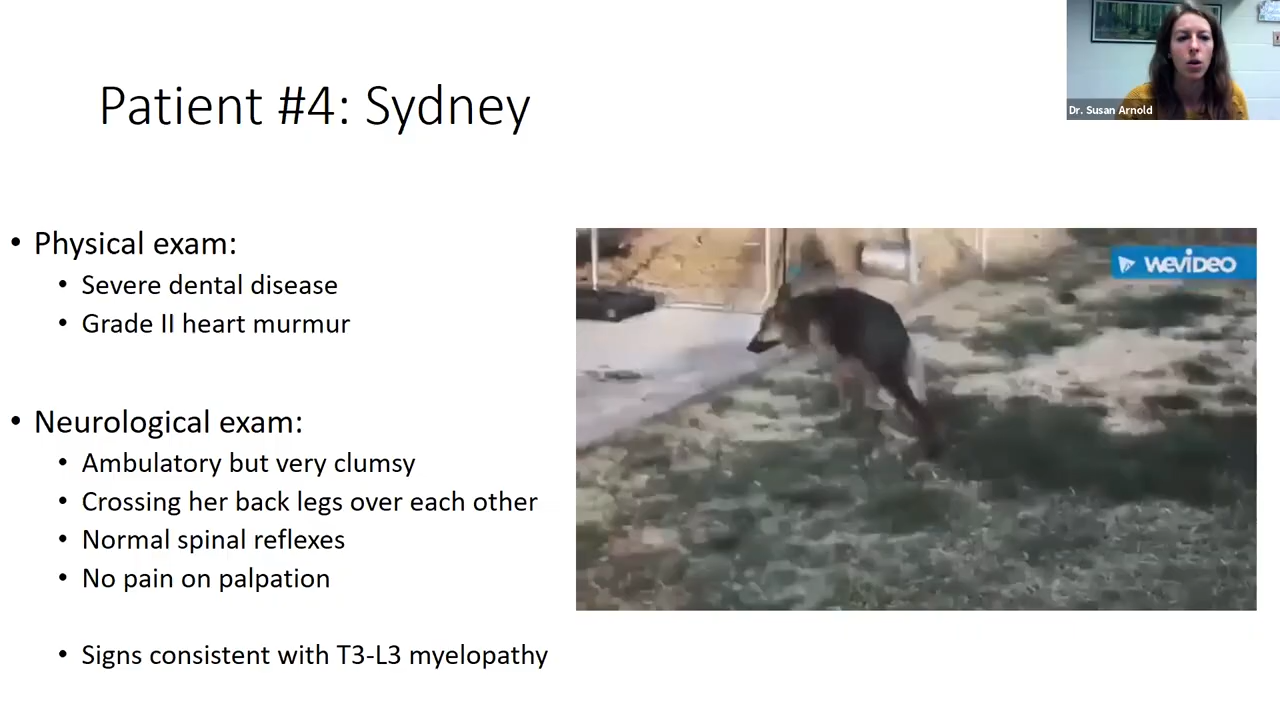 Dr. Susan Arnold
Patient #4: Sydney
• Physical exam:
• Severe dental disease
• Grade II heart murmur
WEVIDEO
• Neurological exam:
• Ambulatory but very clumsy
• Crossing her back legs over each other
• Normal spinal reflexes
• No pain on palpation
• Signs consistent with T3-L3 myelopathy